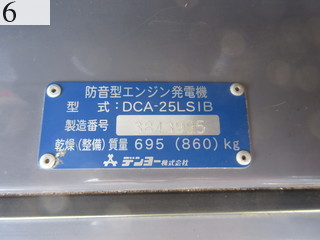 6
防音型エンジン発電機
型 式:DCA-25LSIB
製造番号
乾燥(整備)質量 695 (860) kg
デンヨー株式会社